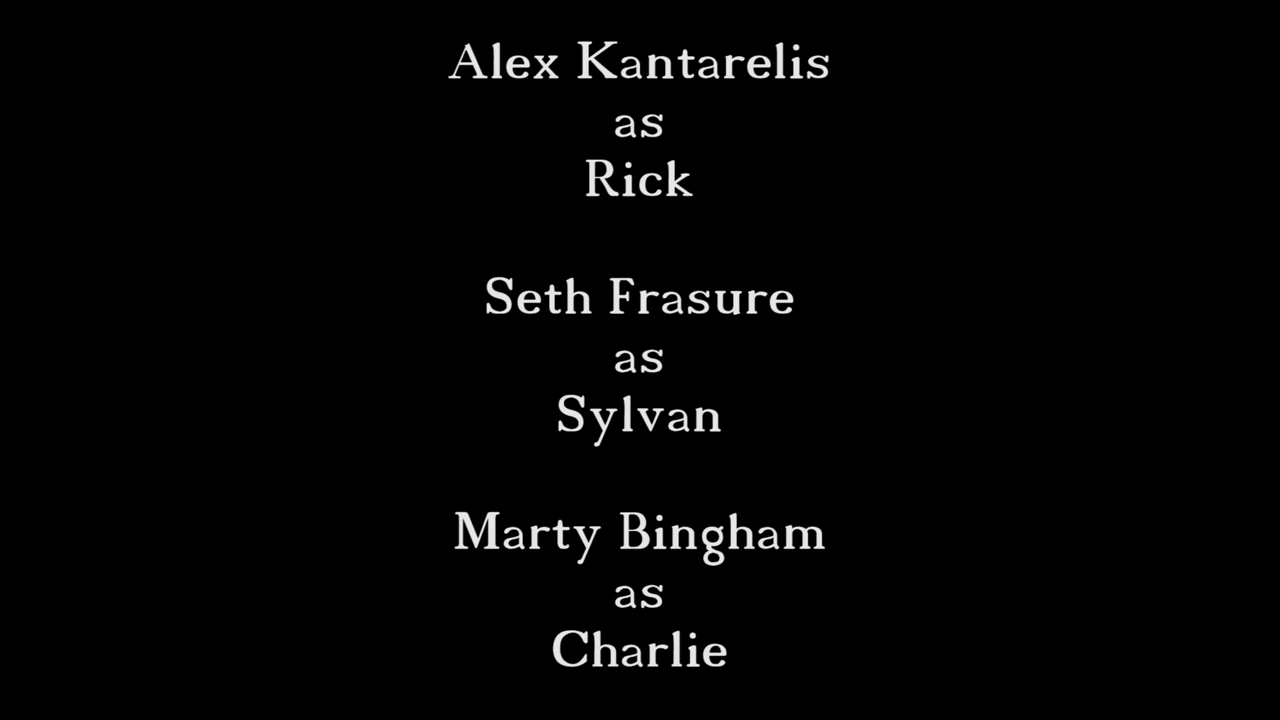 Alex Kantarelis
as
Rick
Seth Frasure
as
Sylvan
Marty Bingham
as
Charlie